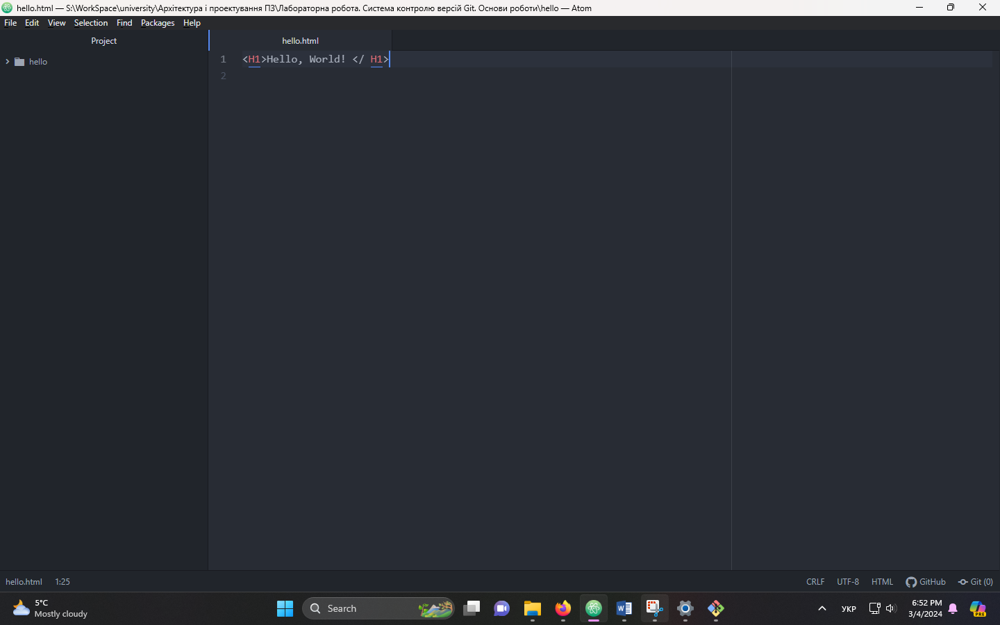 hello.html — S:\WorkSpace\university\Архітектура і проектування ПЗ\Лабораторна робота. Система контролю версій Git. Основи роботи\hello — Atom
File Edit View Selection Find Packages Help
Project
hello.html
hello
1 <H1>Hello, World! </ H1>
2
hello.html 1:25
CRLF UTF-8 HTML GitHub Git (0)
5°C
Mostly cloudy
Search
УКР
6:52 PM
3/4/2024
PRE